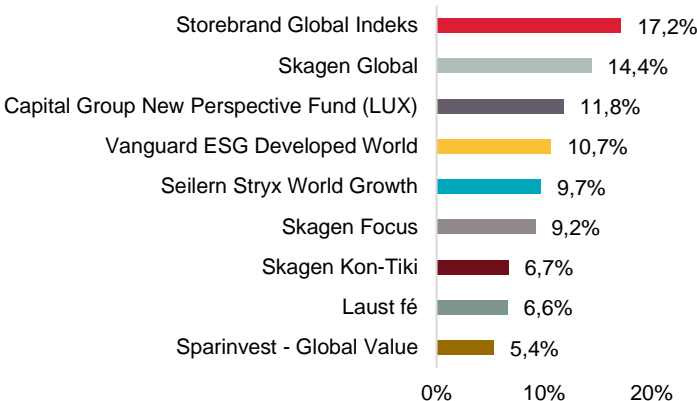 Storebrand Global Indeks 17,2%
Skagen Global 14,4%
Capital Group New Perspective Fund (LUX) 11,8%
Vanguard ESG Developed World 10,7%
Seilern Stryx World Growth 9,7%
Skagen Focus 9,2%
Skagen Kon-Tiki 6,7%
Laust fé 6,6%
Sparinvest - Global Value 5,4%
0% 10% 20%